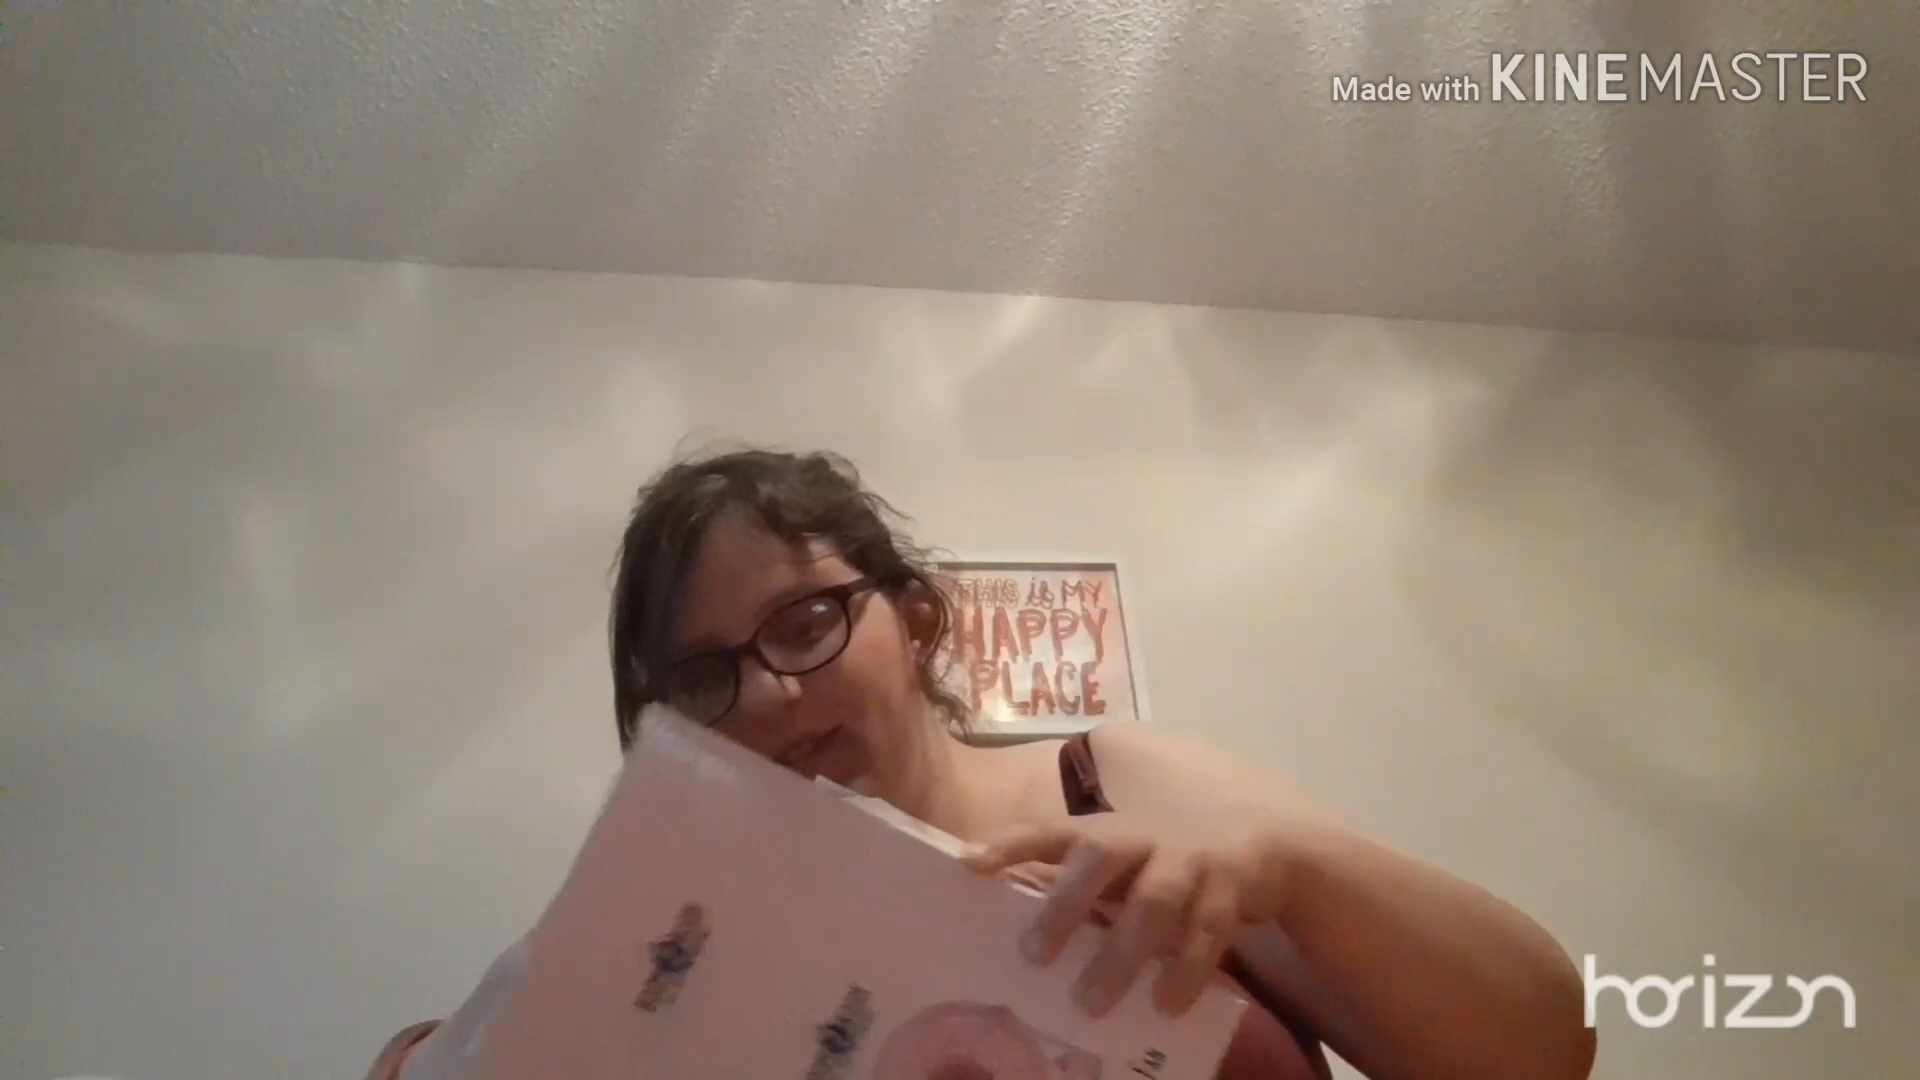 Made with KINEMASTER
THIS is MY
HAPPY
PLACE
horizon